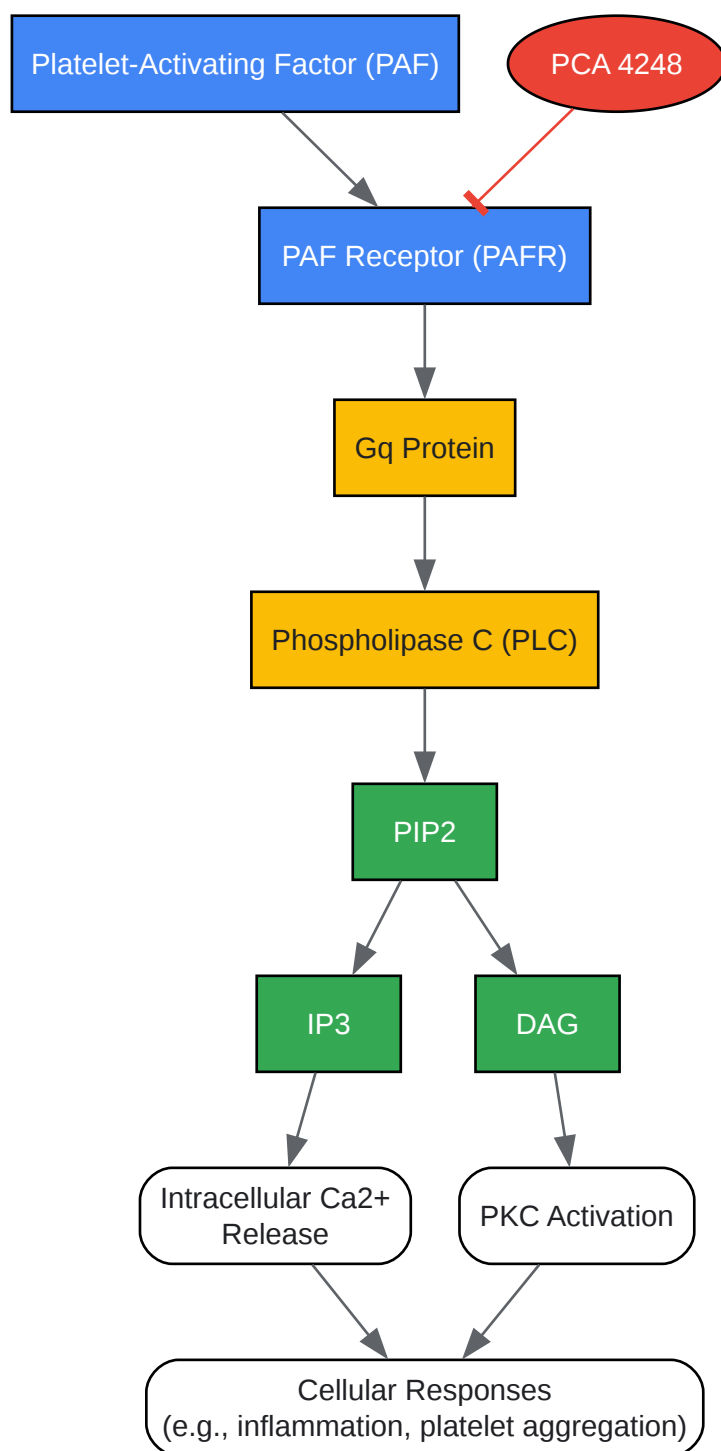 Platelet-Activating Factor (PAF)
PCA 4248
PAF Receptor (PAFR)
Gq Protein
Phospholipase C (PLC)
PIP2
IP3
DAG
Intracellular Ca2+
Release
PKC Activation
Cellular Responses
(e.g., inflammation, platelet aggregation)